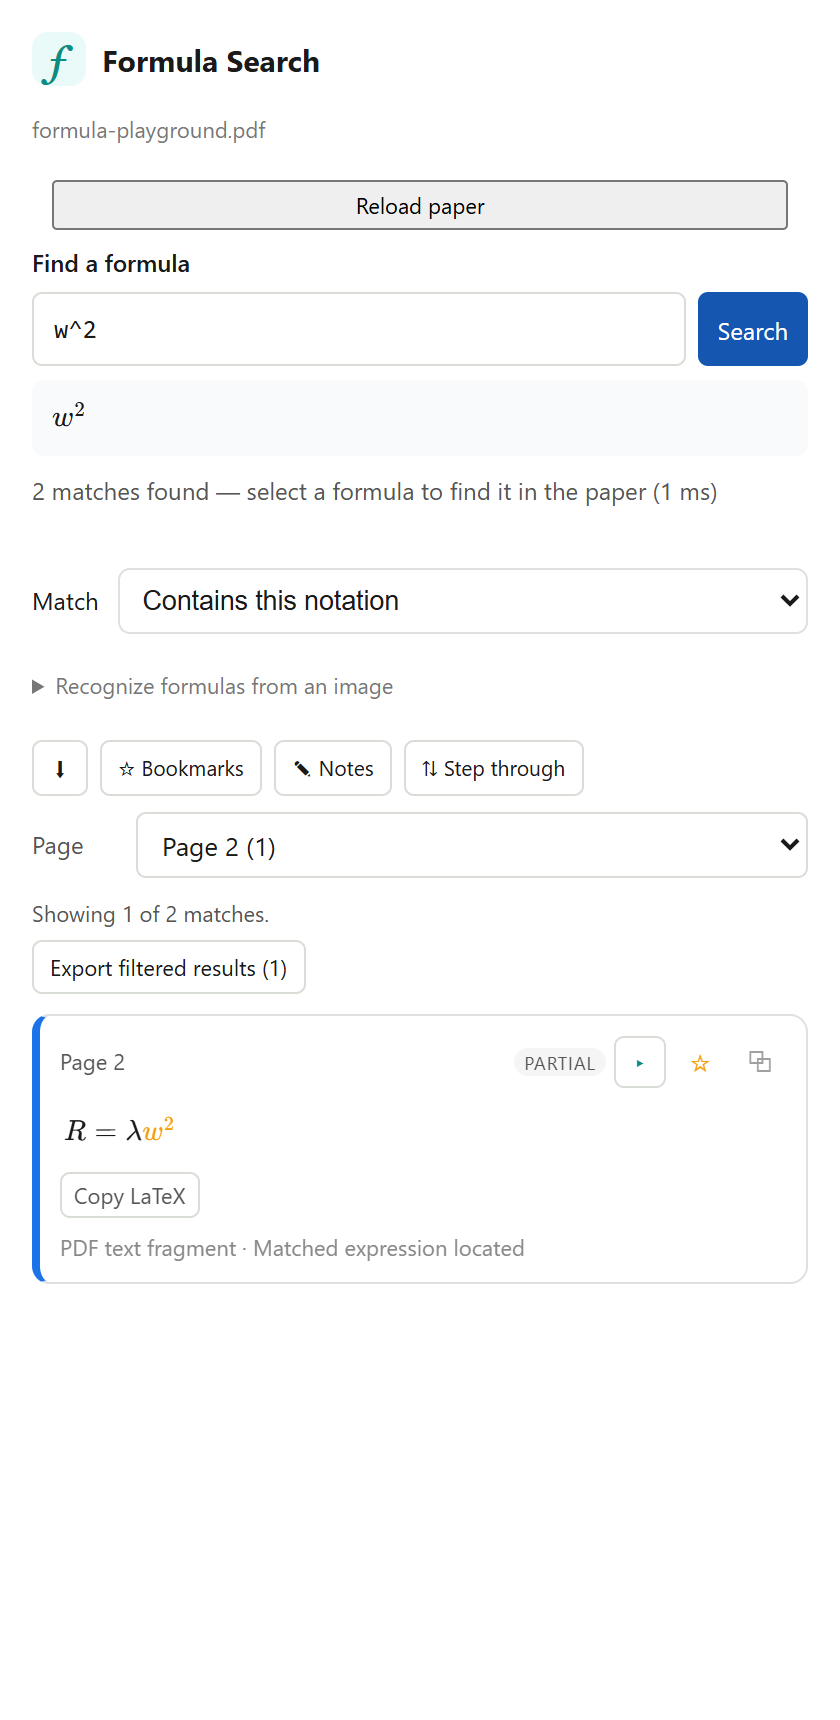 f Formula Search
formula-playground.pdf
Reload paper
Find a formula
w^2
Search
w²
2 matches found — select a formula to find it in the paper (1 ms)
Match
Contains this notation
▶ Recognize formulas from an image
⬇ ☆ Bookmarks ✎ Notes ⇅ Step through
Page
Page 2 (1)
Showing 1 of 2 matches.
Export filtered results (1)
Page 2 PARTIAL ▸ ☆
R = λw²
Copy LaTeX
PDF text fragment · Matched expression located